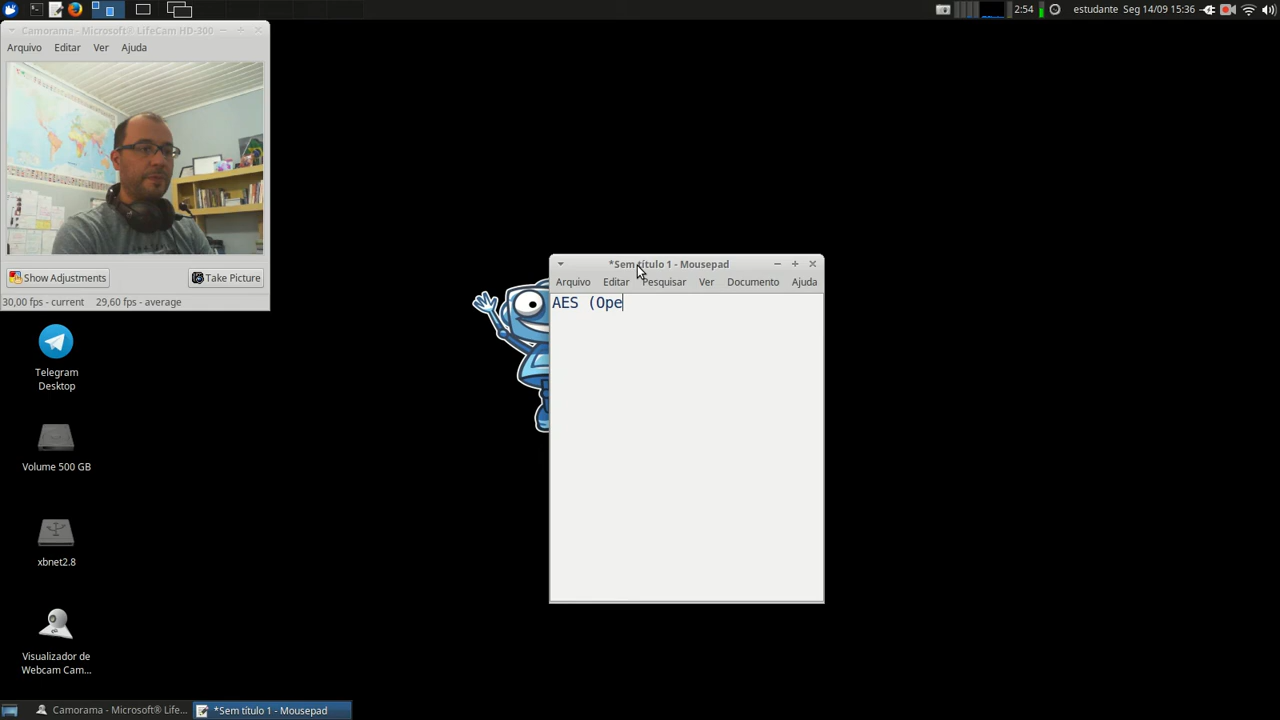 2:54
estudante Seg 14/09 15:36
Camorama - Microsoft® LifeCam HD-300
Arquivo Editar Ver Ajuda
Show Adjustments
Take Picture
30,00 fps - current 29,60 fps - average
*Sem título 1 - Mousepad
Arquivo Editar Pesquisar Ver Documento Ajuda
AES (Ope
Telegram
Desktop
Volume 500 GB
xbnet2.8
Visualizador de
Webcam Cam...
Camorama - Microsoft® Life...
*Sem título 1 - Mousepad